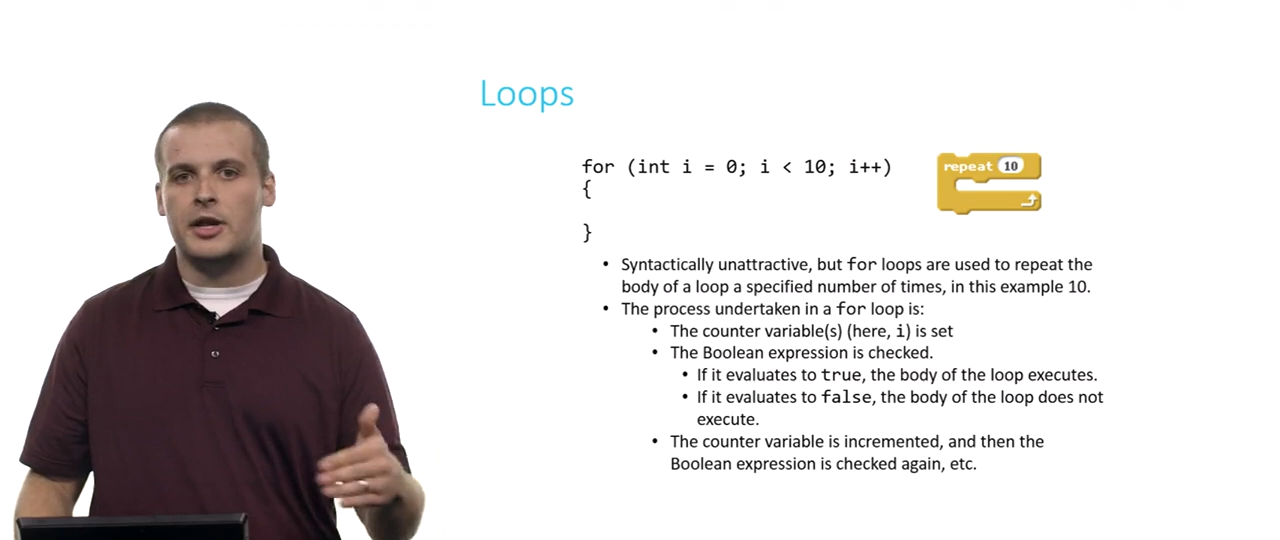 Loops
for (int i = 0; i < 10; i++)
{
}
repeat 10
• Syntactically unattractive, but for loops are used to repeat the
body of a loop a specified number of times, in this example 10.
• The process undertaken in a for loop is:
• The counter variable(s) (here, i) is set
• The Boolean expression is checked.
• If it evaluates to true, the body of the loop executes.
• If it evaluates to false, the body of the loop does not
execute.
• The counter variable is incremented, and then the
Boolean expression is checked again, etc.